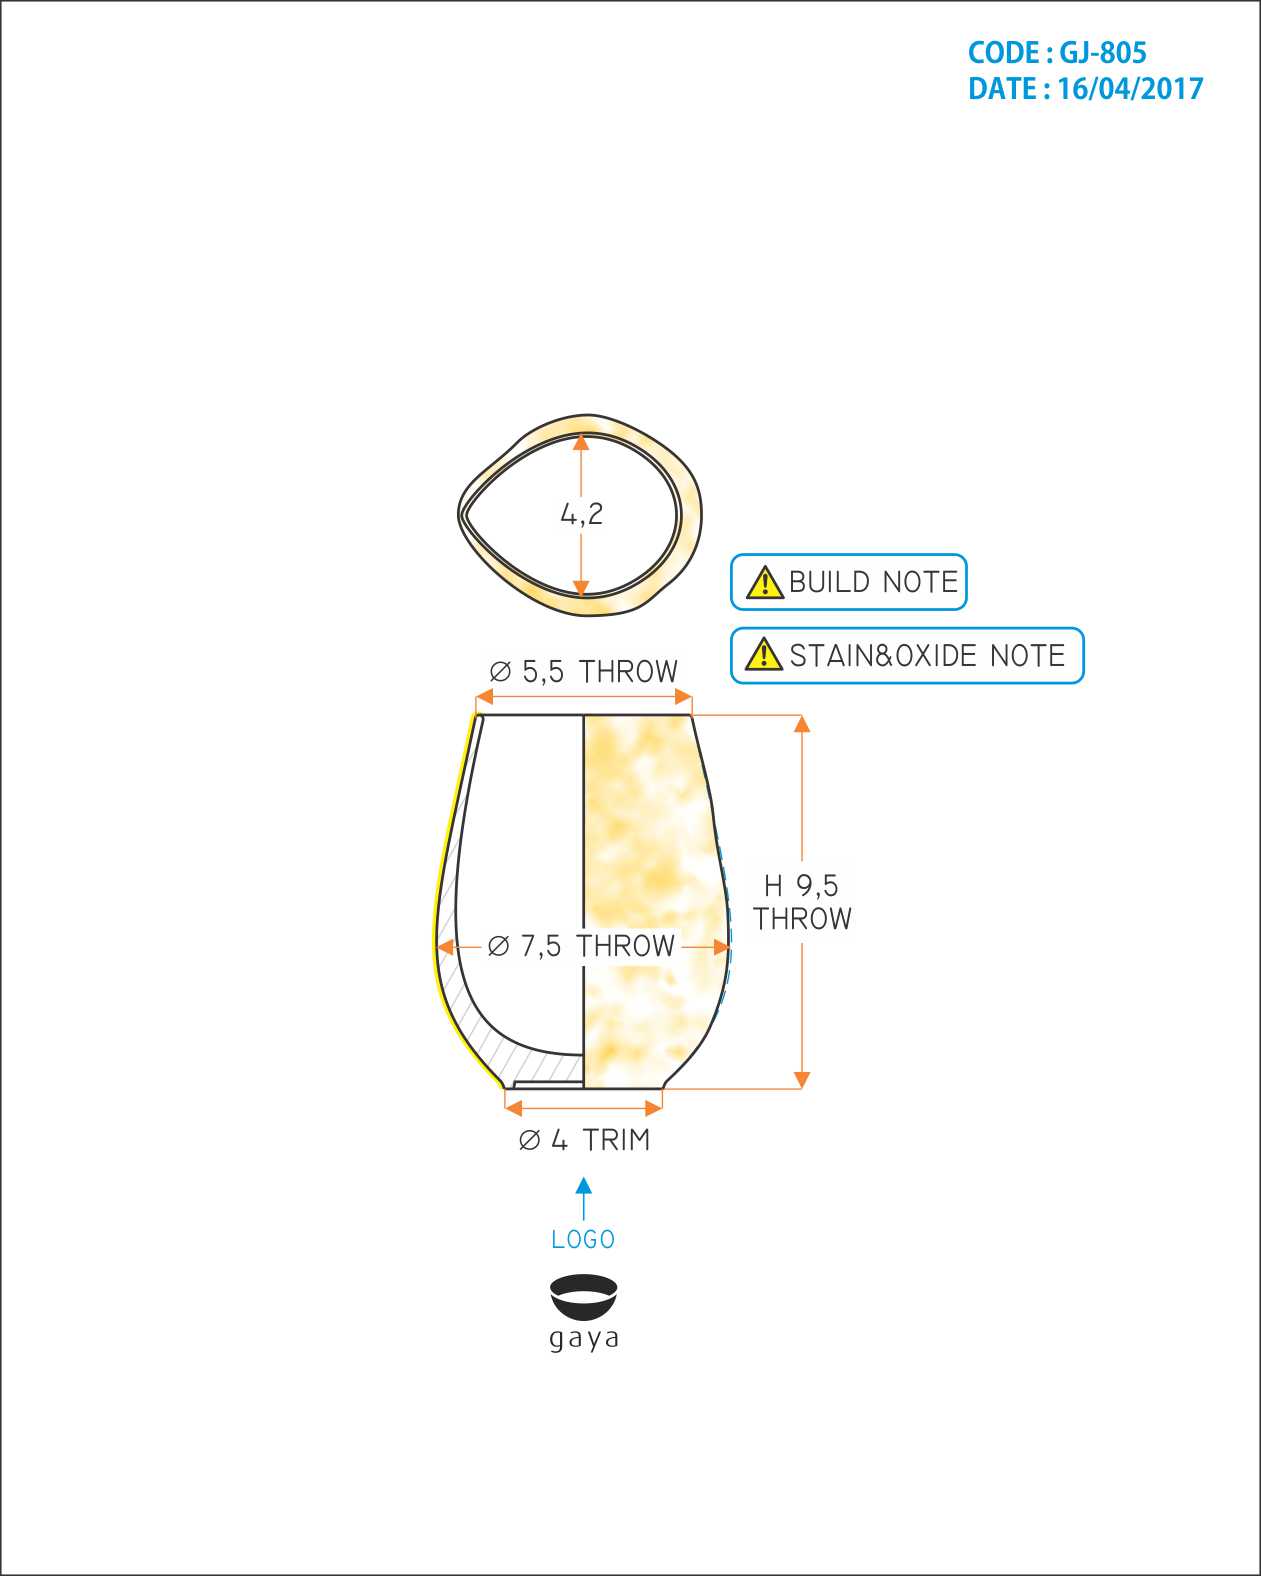 CODE : GJ-805
DATE : 16/04/2017
4,2
BUILD NOTE
STAIN&OXIDE NOTE
Ø 5,5 THROW
H 9,5
THROW
Ø 7,5 THROW
Ø 4 TRIM
LOGO
gaya